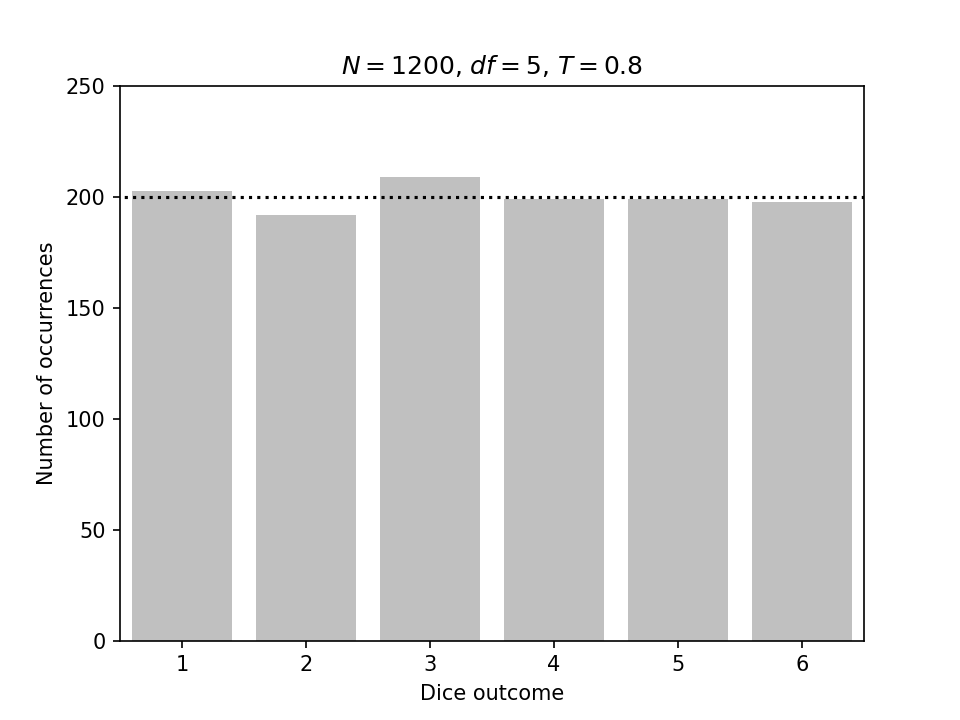 N = 1200, df = 5, T = 0.8
250
200
150
100
50
0
Number of occurrences
1 2 3 4 5 6
Dice outcome